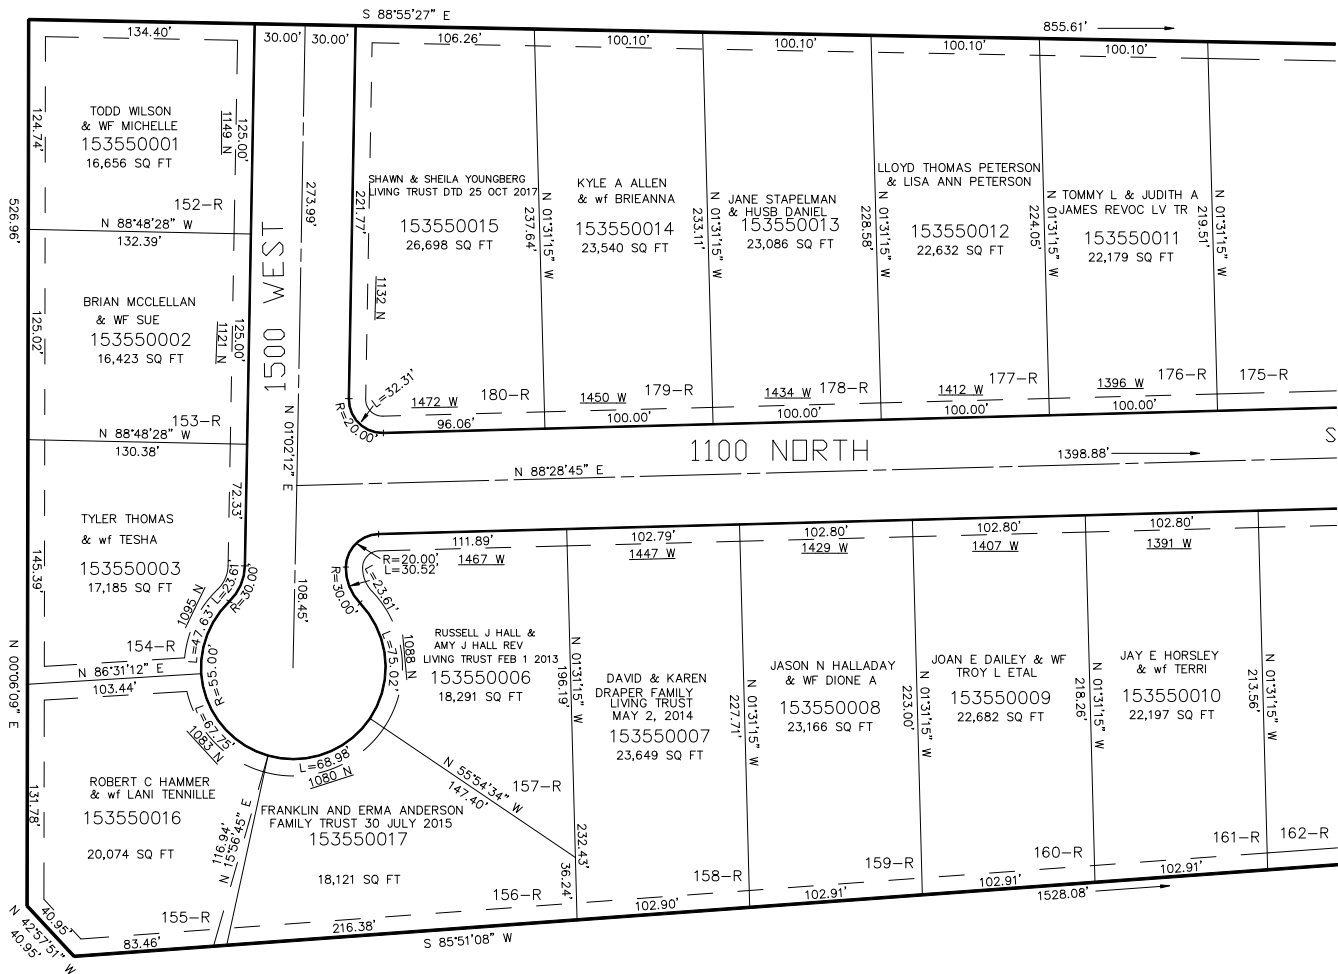 S 88°55'27" E
855.61'
134.40'
30.00'
30.00'
106.26'
100.10'
100.10'
100.10'
100.10'
TODD WILSON
& WF MICHELLE
153550001
16,656 SQ FT
124.74'
1149 N
125.00'
152-R
N 88°48'28" W
132.39'
526.96'
BRIAN MCCLELLAN
& WF SUE
153550002
16,423 SQ FT
125.02'
1121 N
125.00'
153-R
N 88°48'28" W
130.38'
TYLER THOMAS
& wf TESHA
153550003
17,185 SQ FT
145.39'
72.33'
1095 N
L=23.61'
R=30.00'
L=47.63'
154-R
N 86°31'12" E
103.44'
R=55.00'
N 00°06'09" E
L=67.75'
1083 N
ROBERT C HAMMER
& wf LANI TENNILLE
153550016
20,074 SQ FT
131.78'
116.94'
N 15°56'45" E
155-R
40.95'
N 42°57'51" W
40.95'
83.46'
1500 WEST
273.99'
N 01°02'12" E
108.45'
221.77'
1132 N
SHAWN & SHEILA YOUNGBERG
LIVING TRUST DTD 25 OCT 2017
153550015
26,698 SQ FT
237.64'
N 01°31'15" W
L=32.31'
R=20.00'
1472 W
180-R
96.06'
KYLE A ALLEN
& wf BRIEANNA
153550014
23,540 SQ FT
233.11'
N 01°31'15" W
1450 W
179-R
100.00'
JANE STAPELMAN
& HUSB DANIEL
153550013
23,086 SQ FT
228.58'
N 01°31'15" W
1434 W
178-R
100.00'
LLOYD THOMAS PETERSON
& LISA ANN PETERSON
153550012
22,632 SQ FT
224.05'
N 01°31'15" W
1412 W
177-R
100.00'
TOMMY L & JUDITH A
JAMES REVOC LV TR
153550011
22,179 SQ FT
219.51'
N 01°31'15" W
1396 W
176-R
100.00'
175-R
1100 NORTH
N 88°28'45" E
1398.88'
S
111.89'
1467 W
R=20.00'
L=30.52'
L=23.61'
R=30.00'
1088 N
L=75.02'
RUSSELL J HALL &
AMY J HALL REV
LIVING TRUST FEB 1 2013
153550006
18,291 SQ FT
196.19'
N 01°31'15" W
N 55°54'34" W
147.40'
157-R
232.43'
36.24'
L=68.98'
1080 N
FRANKLIN AND ERMA ANDERSON
FAMILY TRUST 30 JULY 2015
153550017
18,121 SQ FT
156-R
216.38'
S 85°51'08" W
102.79'
1447 W
DAVID & KAREN
DRAPER FAMILY
LIVING TRUST
MAY 2, 2014
153550007
23,649 SQ FT
227.71'
N 01°31'15" W
158-R
102.90'
102.80'
1429 W
JASON N HALLADAY
& WF DIONE A
153550008
23,166 SQ FT
223.00'
N 01°31'15" W
159-R
102.91'
102.80'
1407 W
JOAN E DAILEY & WF
TROY L ETAL
153550009
22,682 SQ FT
218.26'
N 01°31'15" W
160-R
102.91'
1528.08'
102.80'
1391 W
JAY E HORSLEY
& wf TERRI
153550010
22,197 SQ FT
213.56'
N 01°31'15" W
161-R
102.91'
162-R